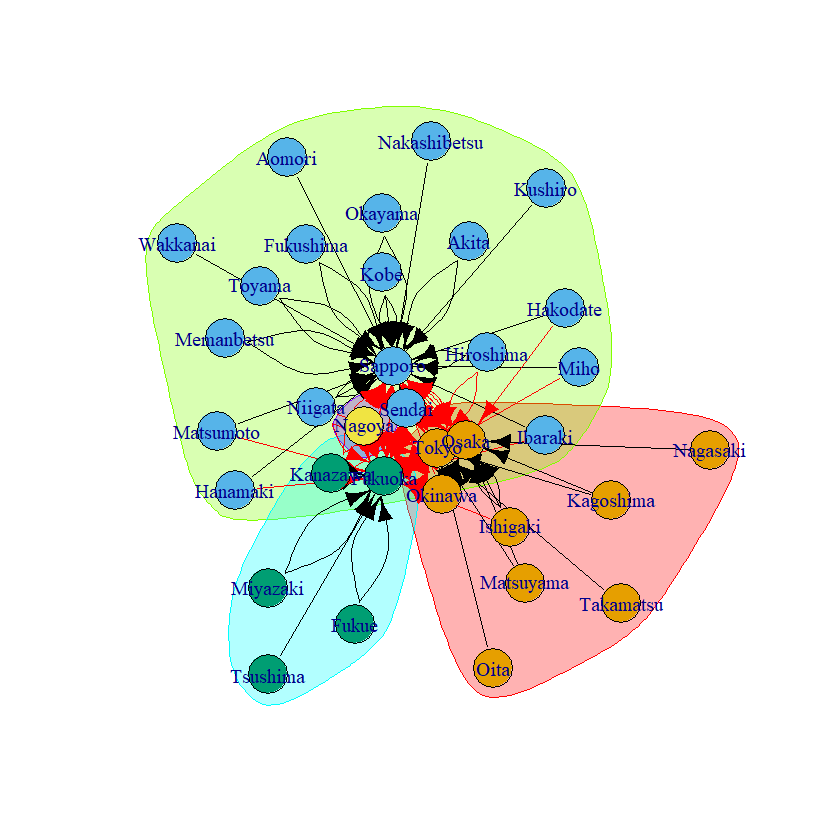 Nakashibetsu
Aomori
Kushiro
Okayama
Wakkanai
Fukushima
Akita
Kobe
Toyama
Hakodate
Memanbetsu
Hiroshima
Sapporo
Miho
Niigata
Sendai
Matsumoto
Nagoya
Ibaraki
Osaka
Tokyo
Nagasaki
Kanazawa
Fukuoka
Hanamaki
Okinawa
Kagoshima
Ishigaki
Matsuyama
Miyazaki
Takamatsu
Fukue
Oita
Tsushima